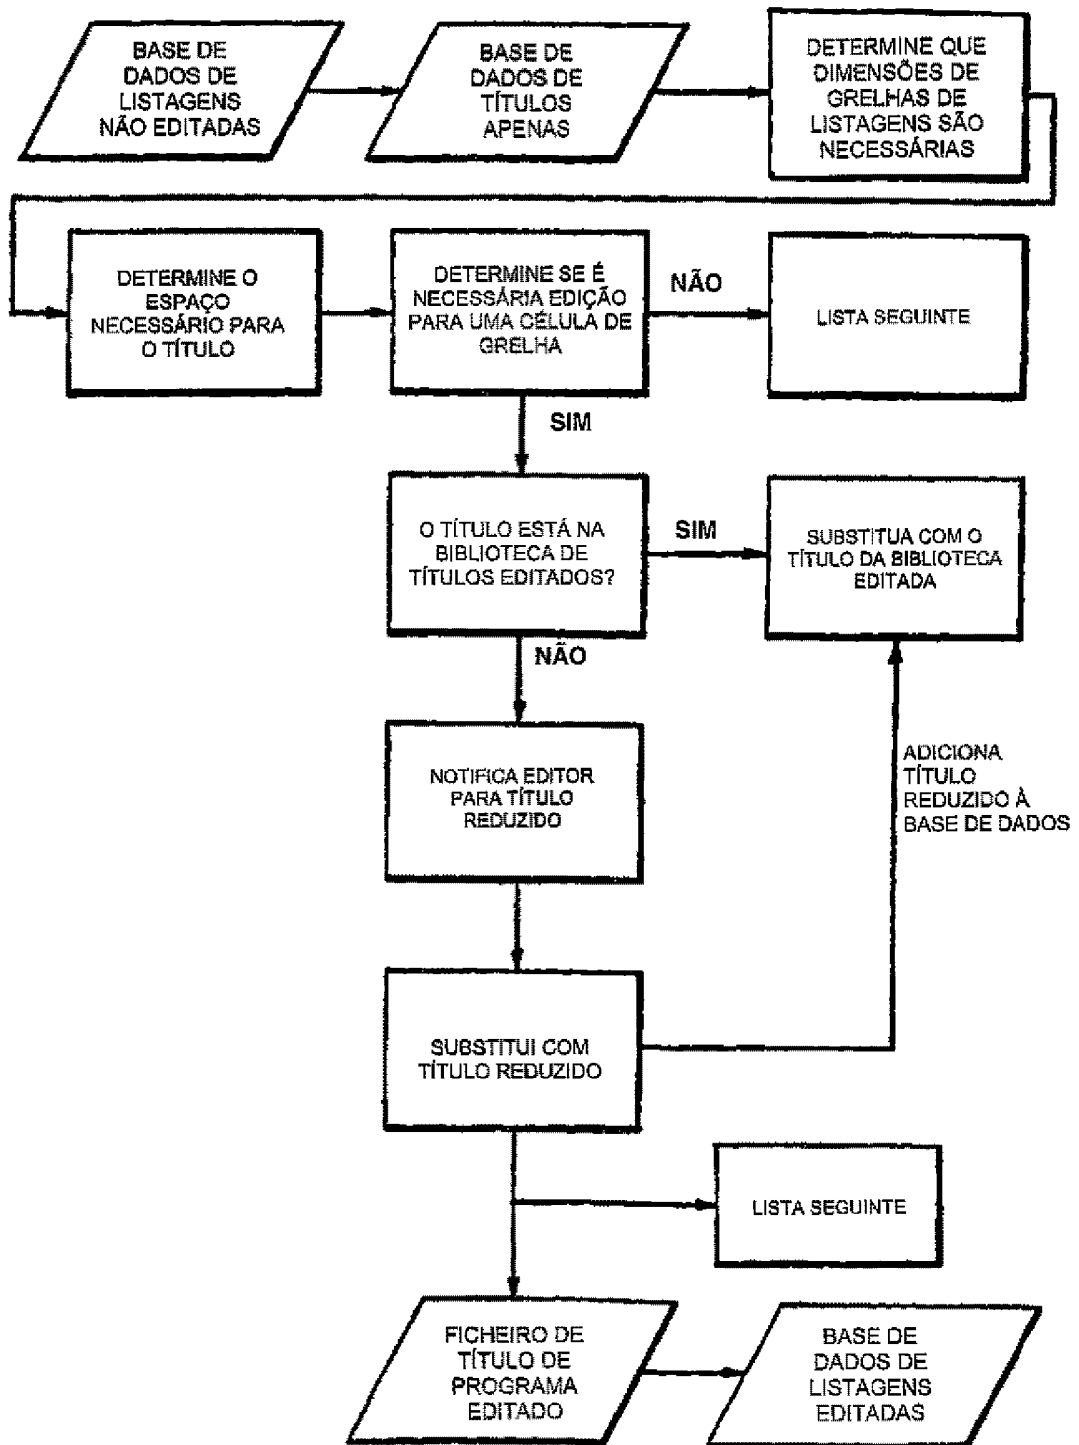 BASE DE
DADOS DE
LISTAGENS
NÃO EDITADAS
BASE DE
DADOS DE
TÍTULOS
APENAS
DETERMINE QUE
DIMENSÕES DE
GRELHAS DE
LISTAGENS SÃO
NECESSÁRIAS
DETERMINE O
ESPAÇO
NECESSÁRIO PARA
O TÍTULO
DETERMINE SE É
NECESSÁRIA EDIÇÃO
PARA UMA CÉLULA DE
GRELHA
NÃO
LISTA SEGUINTE
SIM
O TÍTULO ESTÁ NA
BIBLIOTECA DE
TÍTULOS EDITADOS?
SIM
SUBSTITUA COM O
TÍTULO DA BIBLIOTECA
EDITADA
NÃO
NOTIFICA EDITOR
PARA TÍTULO
REDUZIDO
ADICIONA
TÍTULO
REDUZIDO À
BASE DE DADOS
SUBSTITUI COM
TÍTULO REDUZIDO
LISTA SEGUINTE
FICHEIRO DE
TÍTULO DE
PROGRAMA
EDITADO
BASE DE
DADOS DE
LISTAGENS
EDITADAS